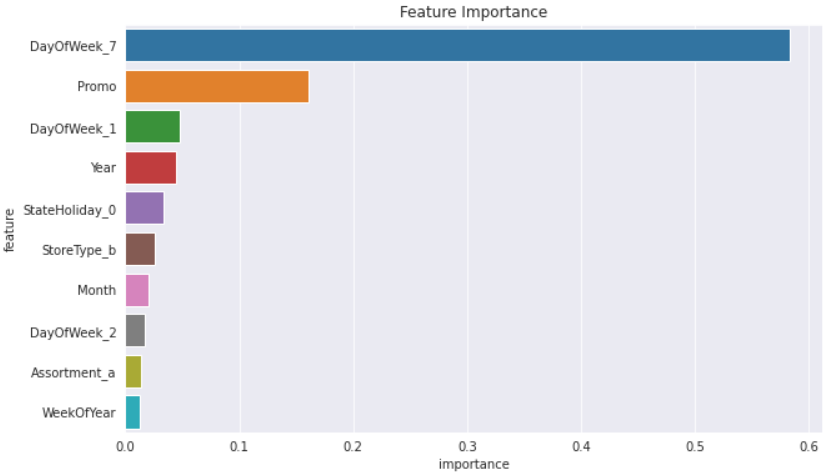 Feature Importance
DayOfWeek_7
Promo
DayOfWeek_1
Year
StateHoliday_0
StoreType_b
Month
DayOfWeek_2
Assortment_a
WeekOfYear
feature
0.0 0.1 0.2 0.3 0.4 0.5 0.6
importance